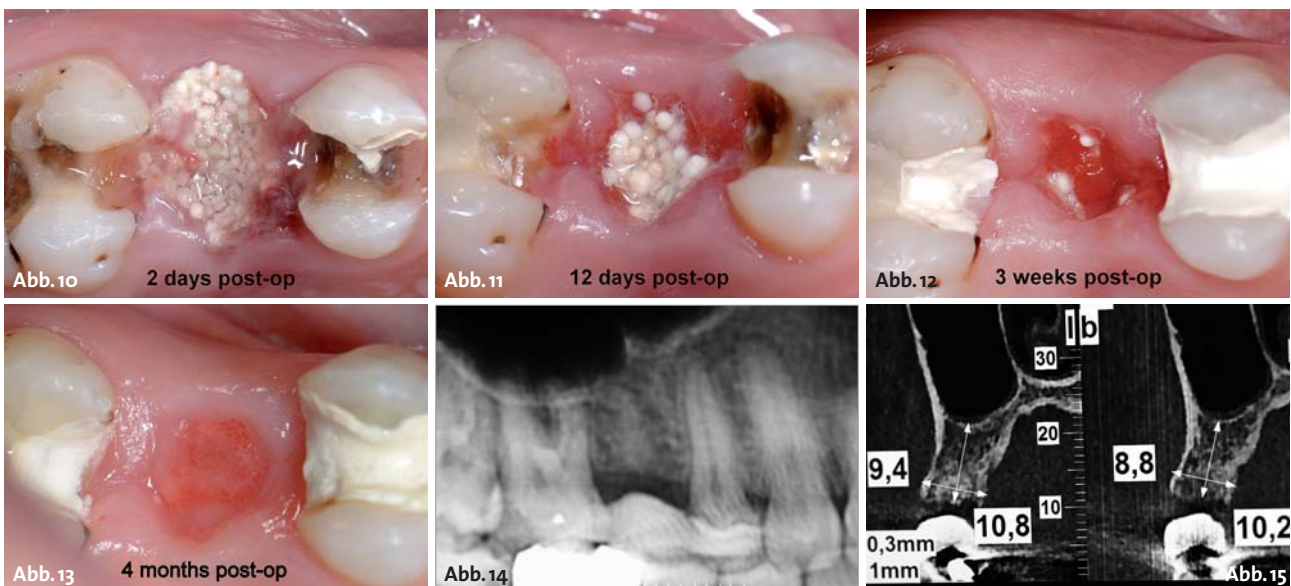 Abb. 10
2 days post-op
Abb. 11
12 days post-op
Abb. 12
3 weeks post-op
Abb. 13
4 months post-op
Abb. 14
l b
30
20
10
9,4
10,8
0,3mm
1mm
8,8
10,2
Abb. 15